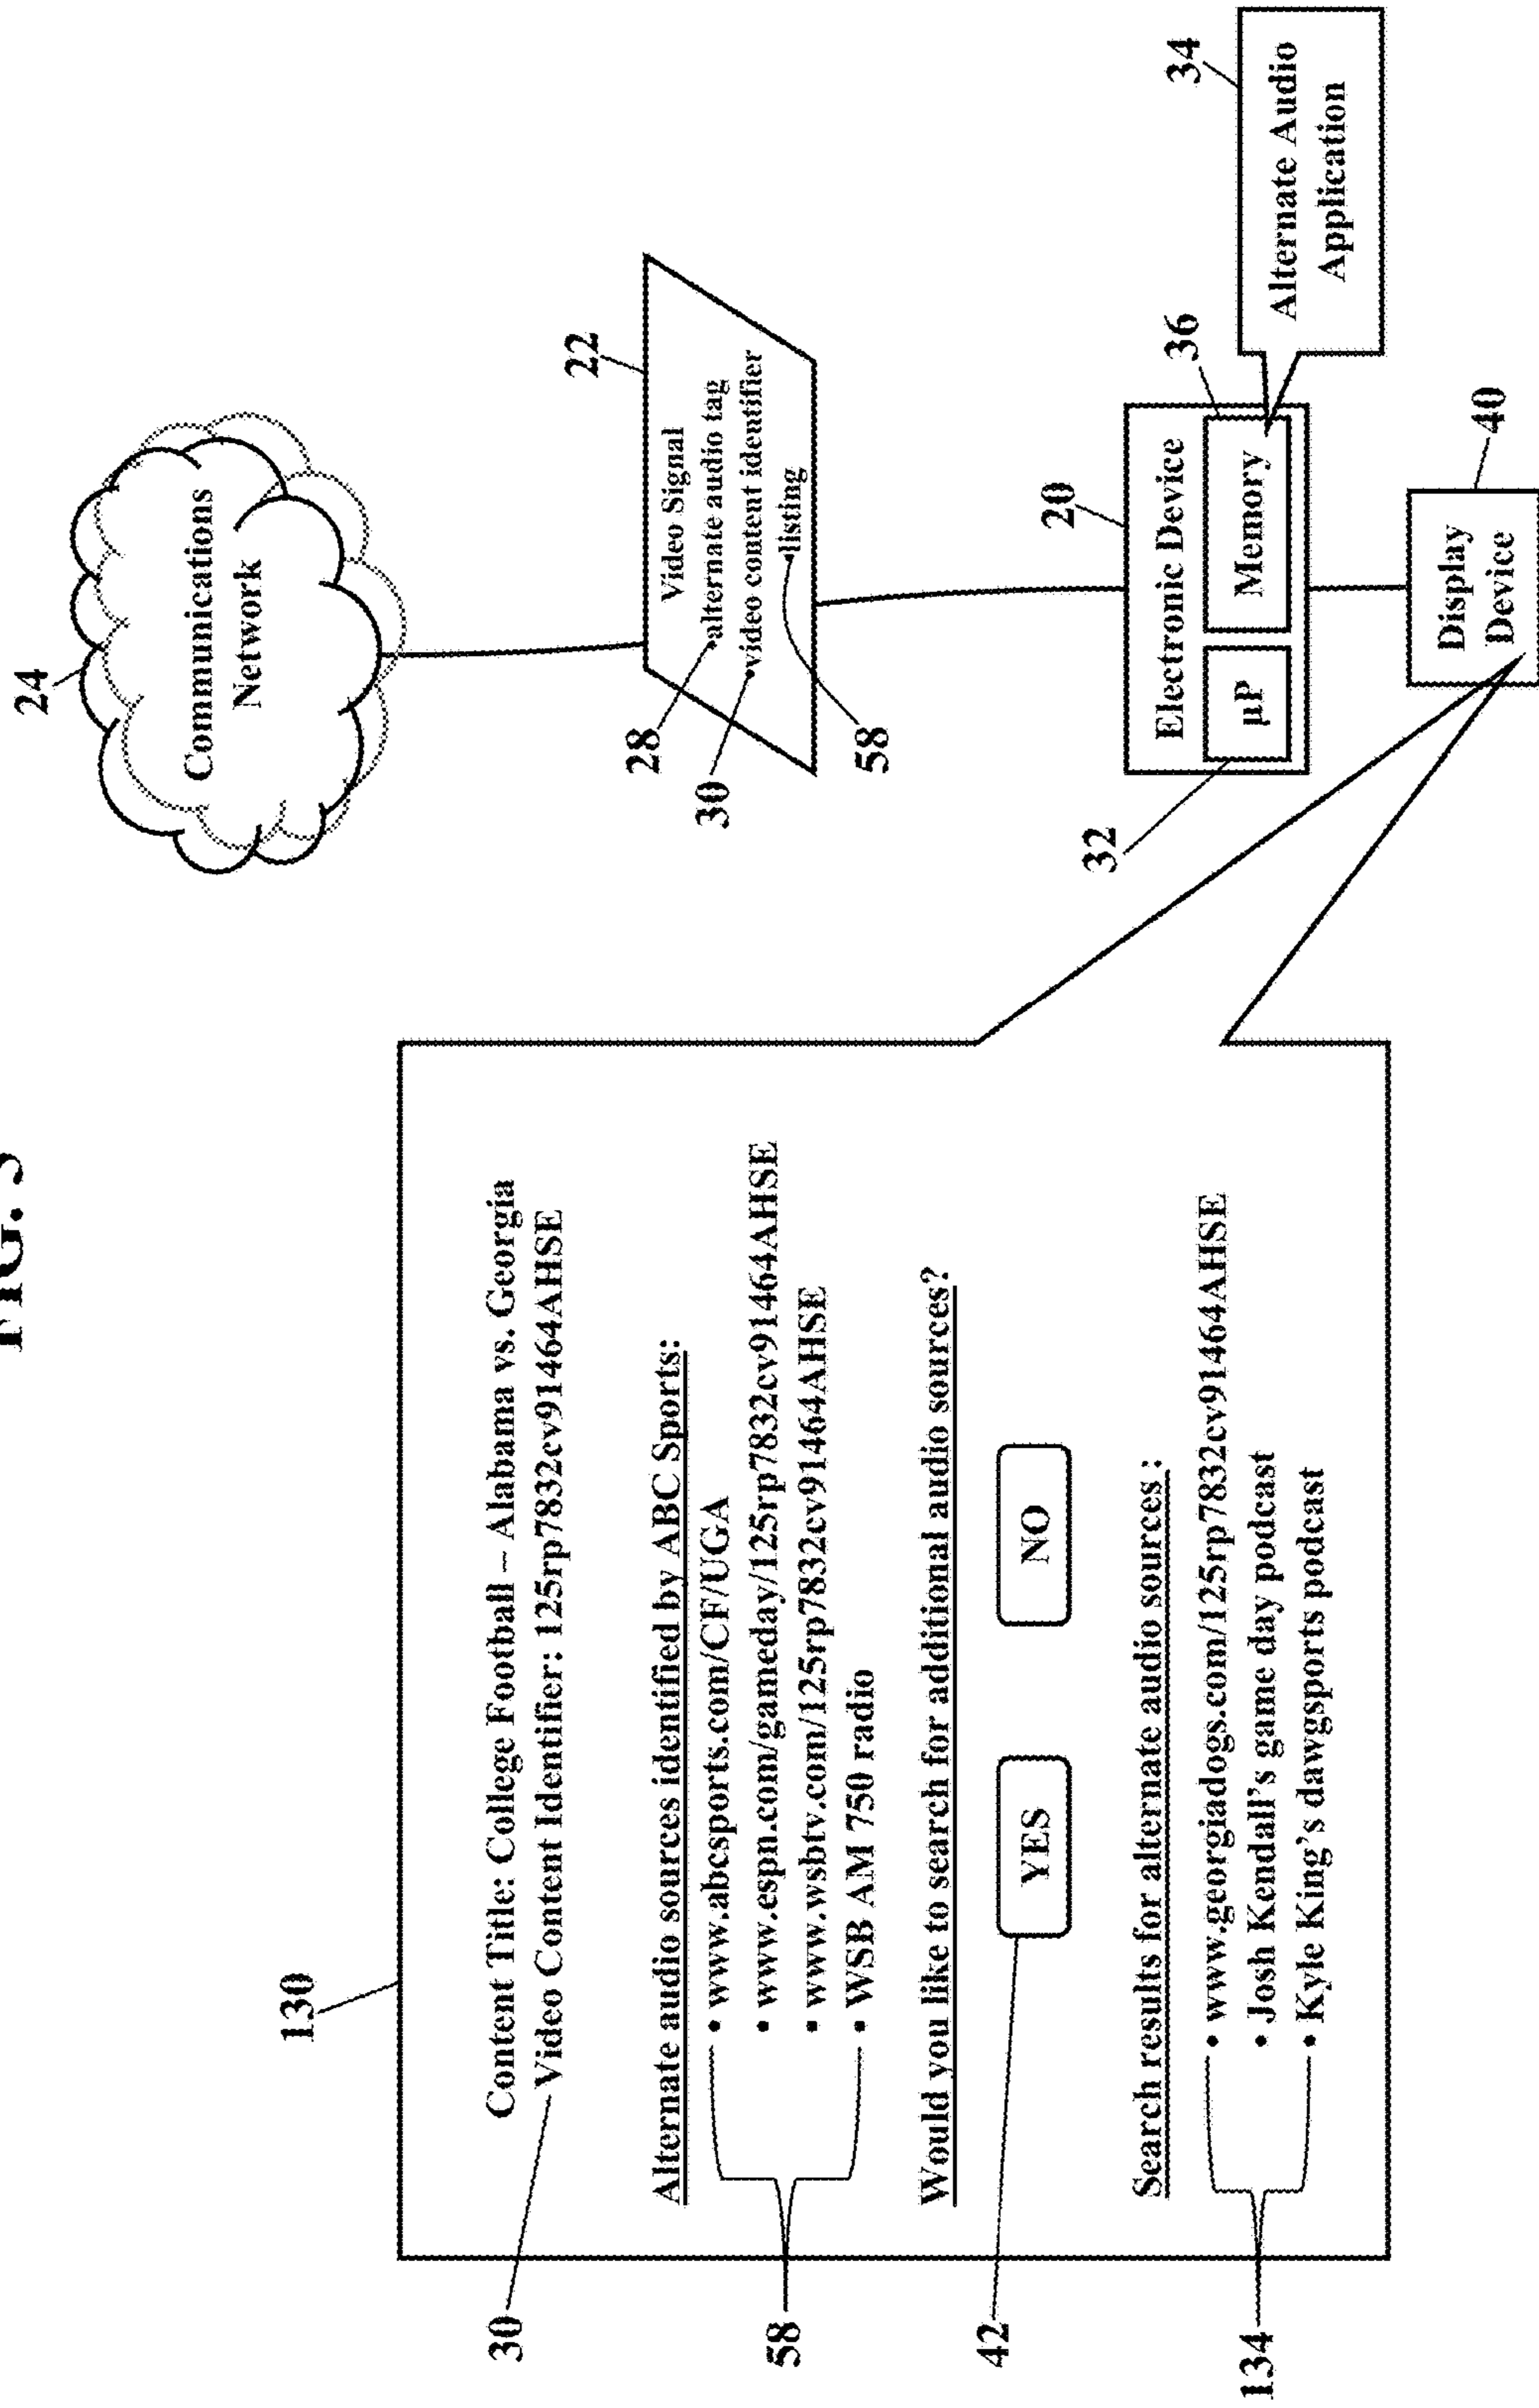 FIG.
24
Communications
Network
130
30
Content Title: College Football – Alabama vs. Georgia
Video Content Identifier: 125rp7832cv91464AHSE
58
Alternate audio sources identified by ABC Sports:
• www.abcsports.com/CF/UGA
• www.espn.com/gameday/125rp7832cv91464AHSE
• www.wsbtv.com/125rp7832cv91464AHSE
• WSB AM 750 radio
Would you like to search for additional audio sources?
42
YES
NO
134
Search results for alternate audio sources :
• www.georgiadogs.com/125rp7832cv91464AHSE
• Josh Kendall's game day podcast
• Kyle King's dawgsports podcast
22
Video Signal
28
•alternate audio tag
30
•video content identifier
•listing
58
20
Electronic Device
32
µP
Memory
36
34
Alternate Audio
Application
40
Display
Device